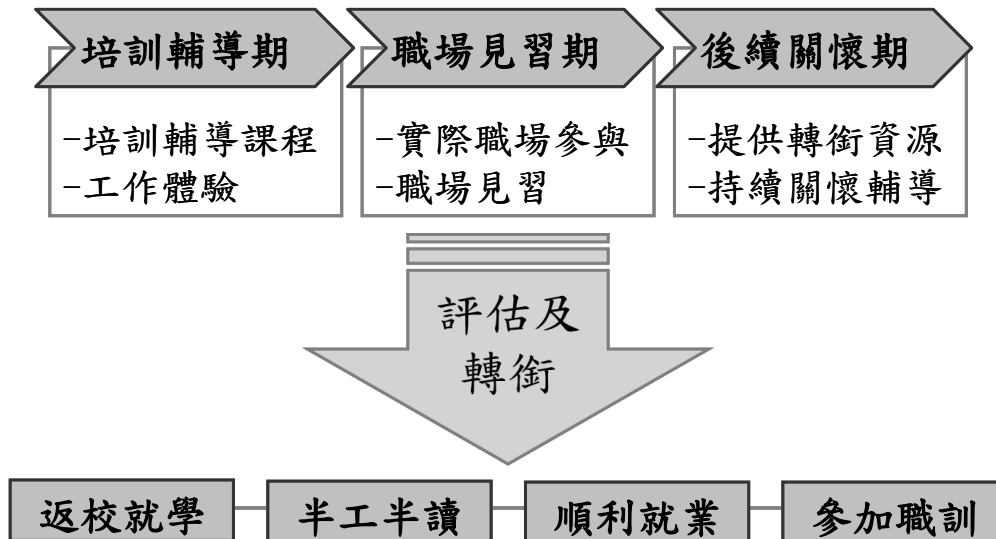 培訓輔導期
職場見習期
後續關懷期
-培訓輔導課程
-工作體驗
-實際職場參與
-職場見習
-提供轉銜資源
-持續關懷輔導
評估及
轉銜
返校就學
半工半讀
順利就業
參加職訓